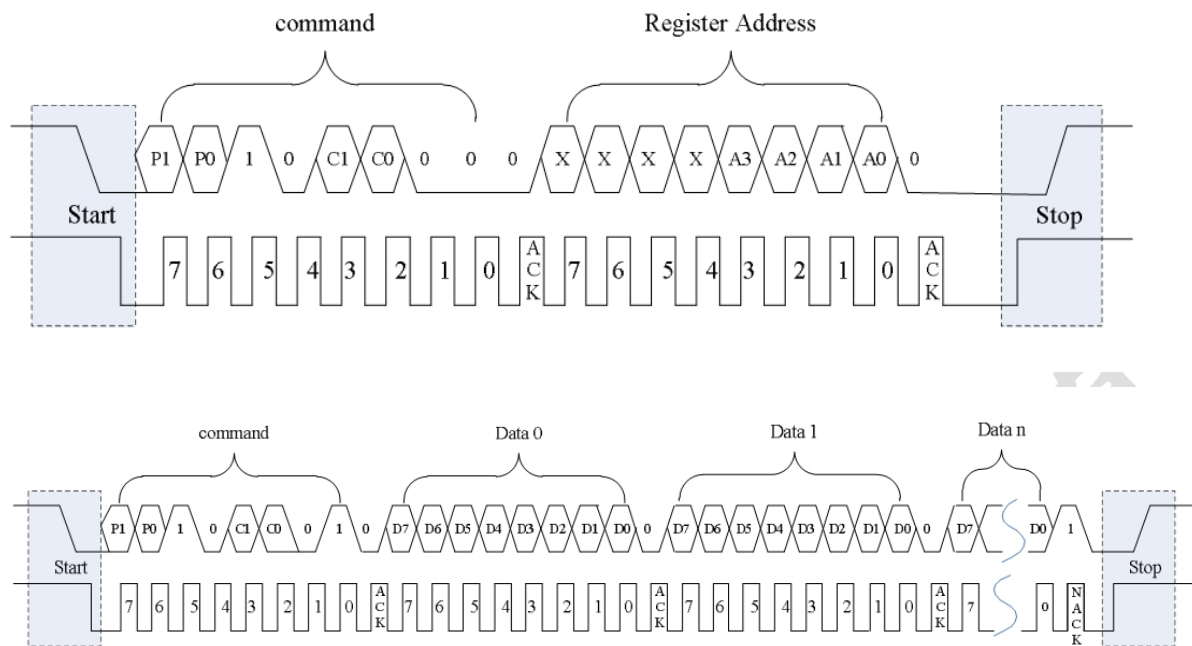 command Register Address
P1 P0 1 0 C1 C0 0 0 0 X X X X A3 A2 A1 A0 0
Start Stop
7 6 5 4 3 2 1 0 ACK 7 6 5 4 3 2 1 0 ACK
command Data 0 Data 1 Data n
P1 P0 1 0 C1 C0 0 1 0 D7 D6 D5 D4 D3 D2 D1 D0 0 D7 D6 D5 D4 D3 D2 D1 D0 0 D7 D0 1
Start Stop
7 6 5 4 3 2 1 0 ACK 7 6 5 4 3 2 1 0 ACK 7 6 5 4 3 2 1 0 ACK 7 0 NACK